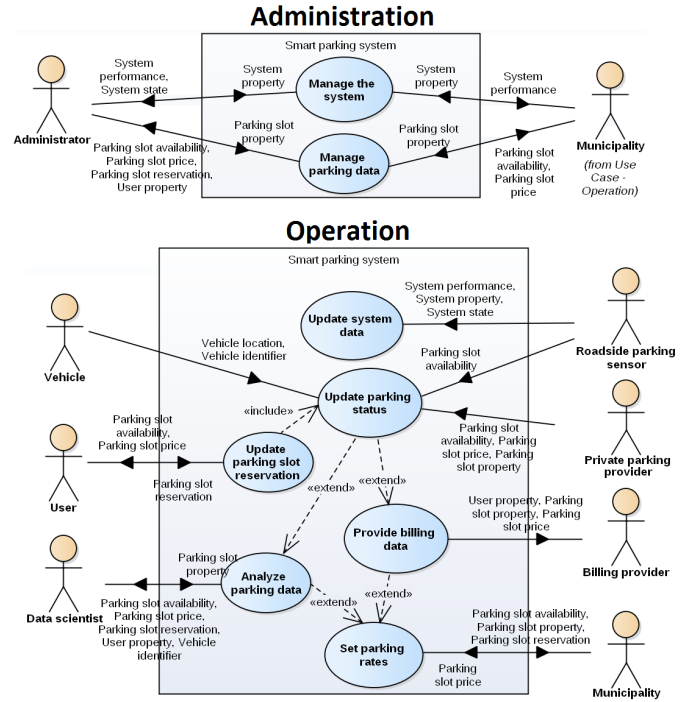 Administration
Smart parking system
System
performance,
System state
System
property
Manage the
system
System
property
System
performance
Administrator
Parking slot availability,
Parking slot price,
Parking slot reservation,
User property
Parking slot
property
Manage
parking data
Parking slot
property
Parking slot
availability,
Parking slot
price
Municipality
(from Use
Case -
Operation)
Operation
Smart parking system
Vehicle
Vehicle location,
Vehicle identifier
Update system
data
System performance,
System property,
System state
Roadside parking
sensor
Parking slot
availability
Update parking
status
«include»
Parking slot
availability, Parking
slot price, Parking
slot property
Private parking
provider
User
Parking slot
availability,
Parking slot price
Parking slot
reservation
Update
parking slot
reservation
«extend»
«extend»
Provide billing
data
User property, Parking
slot property, Parking
slot price
Billing provider
Data scientist
Parking slot
property
Parking slot availability,
Parking slot price,
Parking slot reservation,
User property, Vehicle
identifier
Analyze
parking data
«extend»
«extend»
Set parking
rates
Parking slot availability,
Parking slot property,
Parking slot reservation
Parking
slot price
Municipality